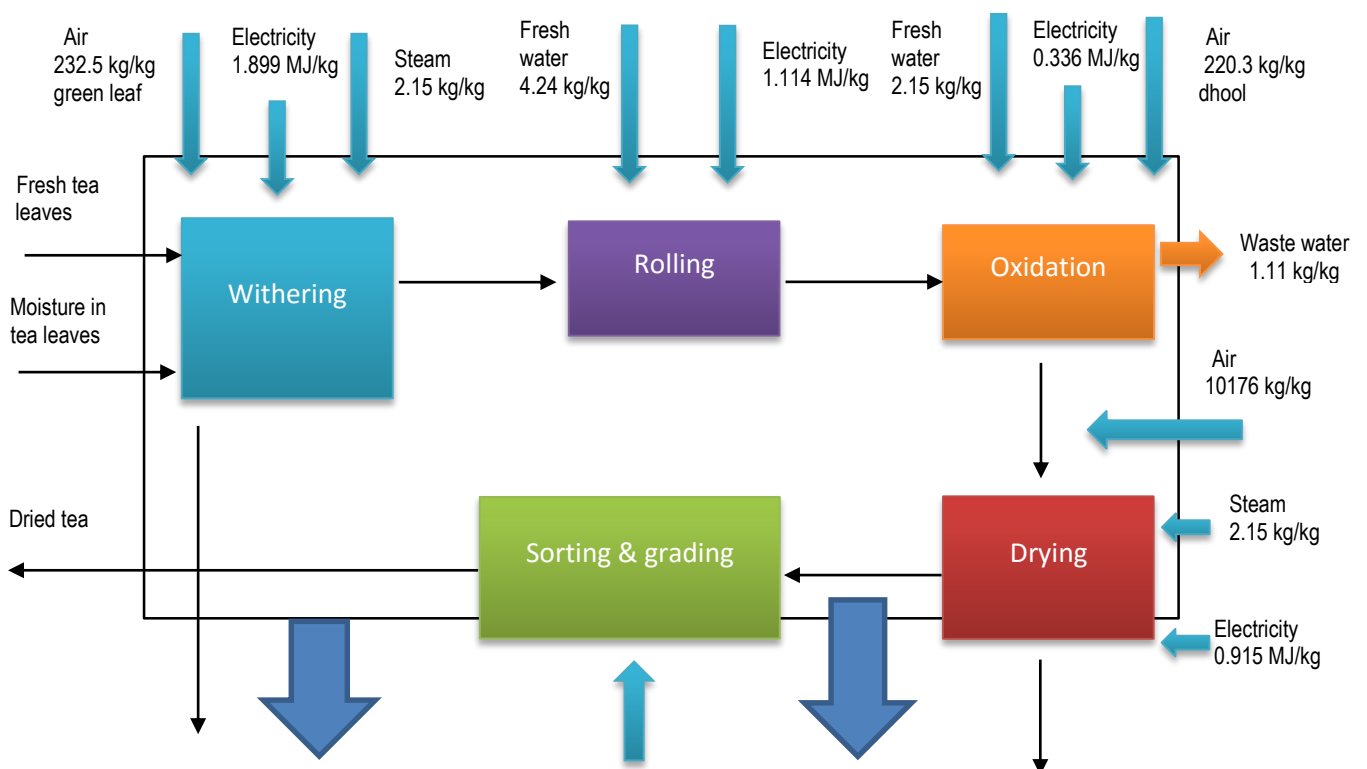 Air
232.5 kg/kg
green leaf
Electricity
1.899 MJ/kg
Steam
2.15 kg/kg
Fresh
water
4.24 kg/kg
Electricity
1.114 MJ/kg
Fresh
water
2.15 kg/kg
Electricity
0.336 MJ/kg
Air
220.3 kg/kg
dhool
Fresh tea
leaves
Moisture in
tea leaves
Withering
Rolling
Oxidation
Waste water
1.11 kg/kg
Air
10176 kg/kg
Dried tea
Sorting & grading
Drying
Steam
2.15 kg/kg
Electricity
0.915 MJ/kg